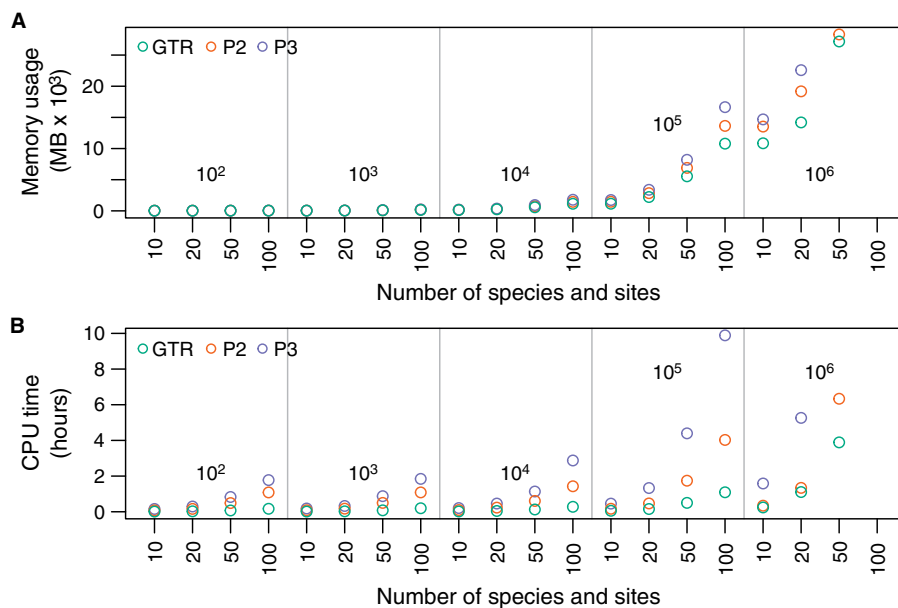 A
GTR P2 P3
Memory usage
(MB x 10³)
20
10
0
10² 10³ 10⁴ 10⁵ 10⁶
10 20 50 100 10 20 50 100 10 20 50 100 10 20 50 100 10 20 50 100
Number of species and sites
B
GTR P2 P3
CPU time
(hours)
10
8
6
4
2
0
10² 10³ 10⁴ 10⁵ 10⁶
10 20 50 100 10 20 50 100 10 20 50 100 10 20 50 100 10 20 50 100
Number of species and sites